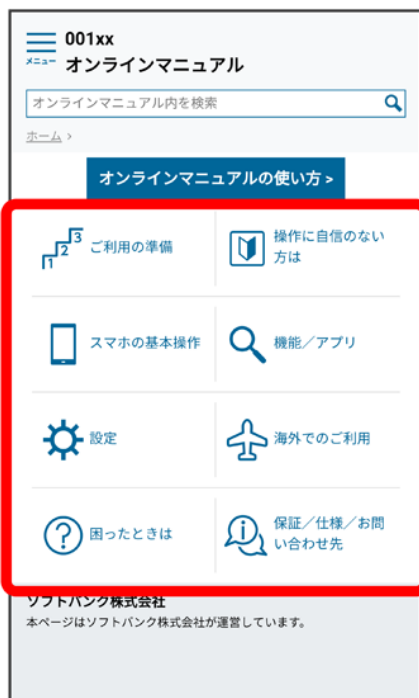 001xx
メニュー オンラインマニュアル
オンラインマニュアル内を検索
ホーム ›
オンラインマニュアルの使い方 >
1 2 3 ご利用の準備
操作に自信のない
方は
スマホの基本操作
機能／アプリ
設定
海外でのご利用
? 困ったときは
i 保証／仕様／お問
い合わせ先
ソフトバンク株式会社
本ページはソフトバンク株式会社が運営しています。